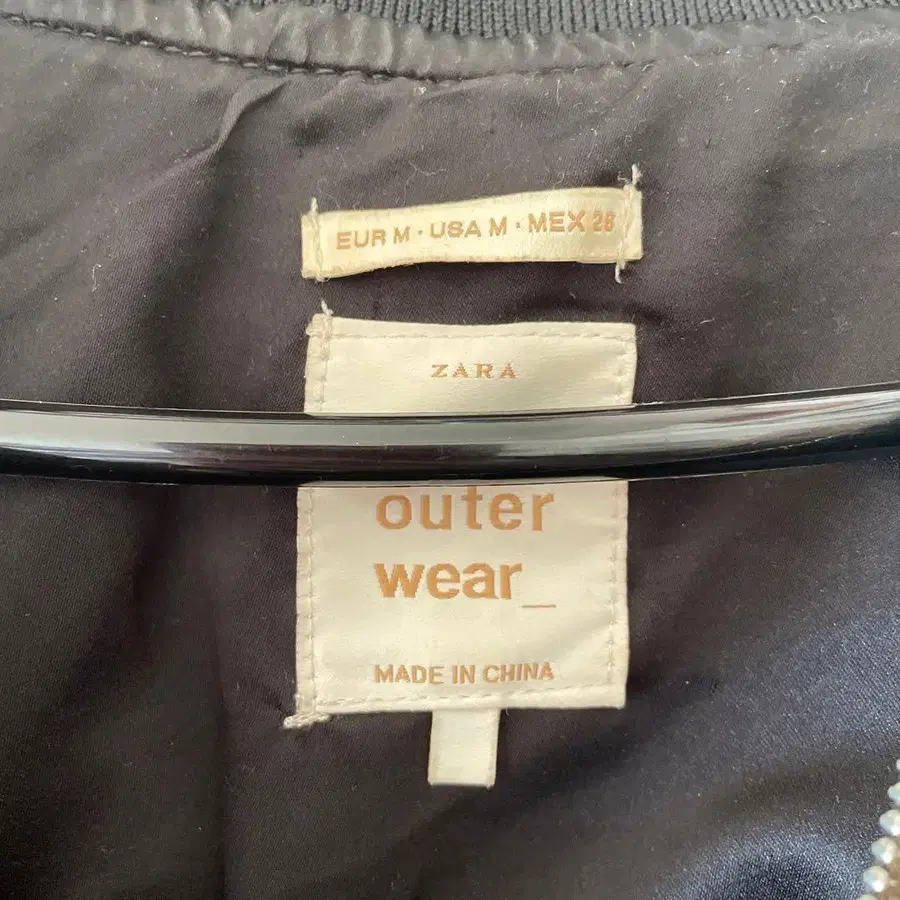 EUR M · USA M · MEX 28
ZARA
outer
wear_
MADE IN CHINA